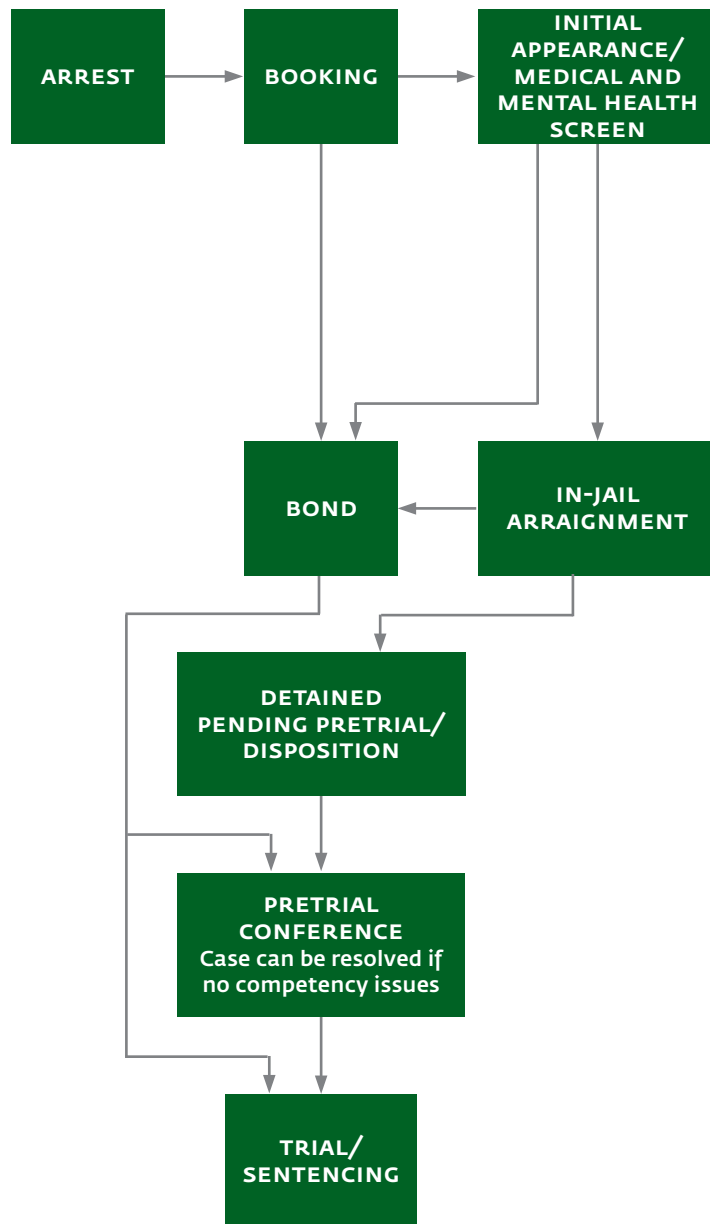 ARREST
BOOKING
INITIAL
APPEARANCE/
MEDICAL AND
MENTAL HEALTH
SCREEN
BOND
IN-JAIL
ARRAIGNMENT
DETAINED
PENDING PRETRIAL/
DISPOSITION
PRETRIAL
CONFERENCE
Case can be resolved if
no competency issues
TRIAL/
SENTENCING